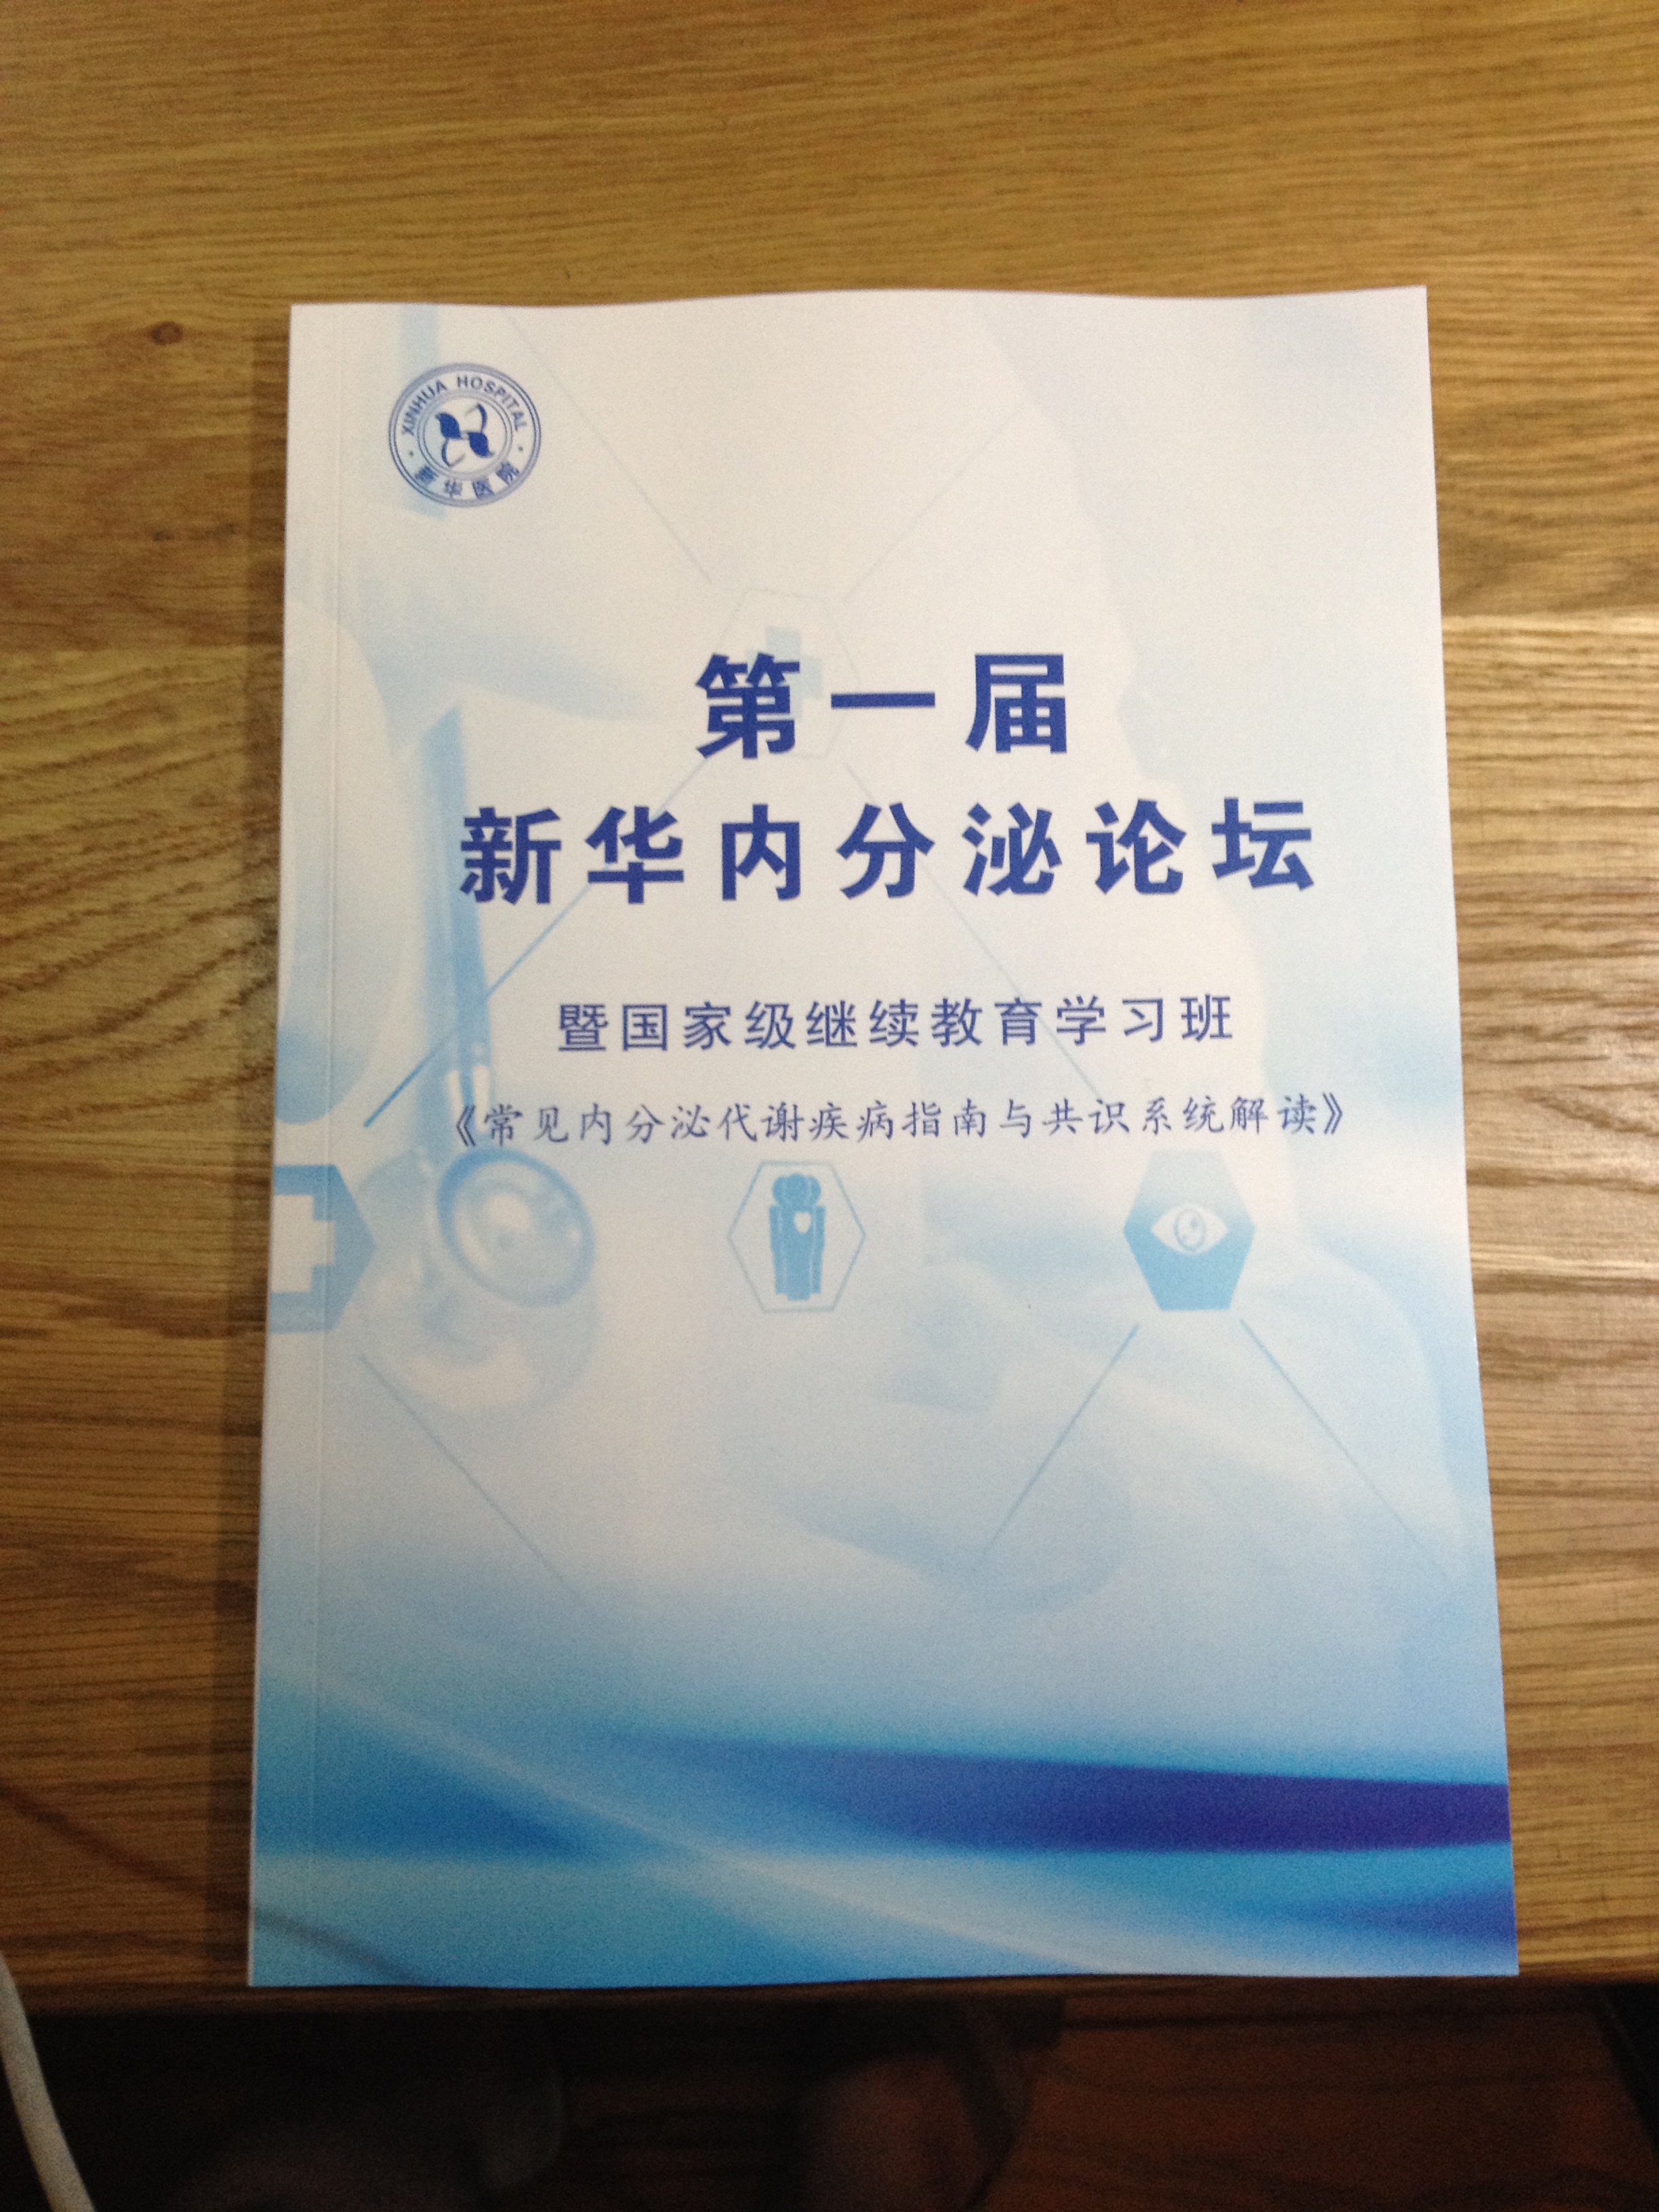 XINHUA HOSPITAL
新华医院
第一届
新华内分泌论坛
暨国家级继续教育学习班
《常见内分泌代谢疾病指南与共识系统解读》